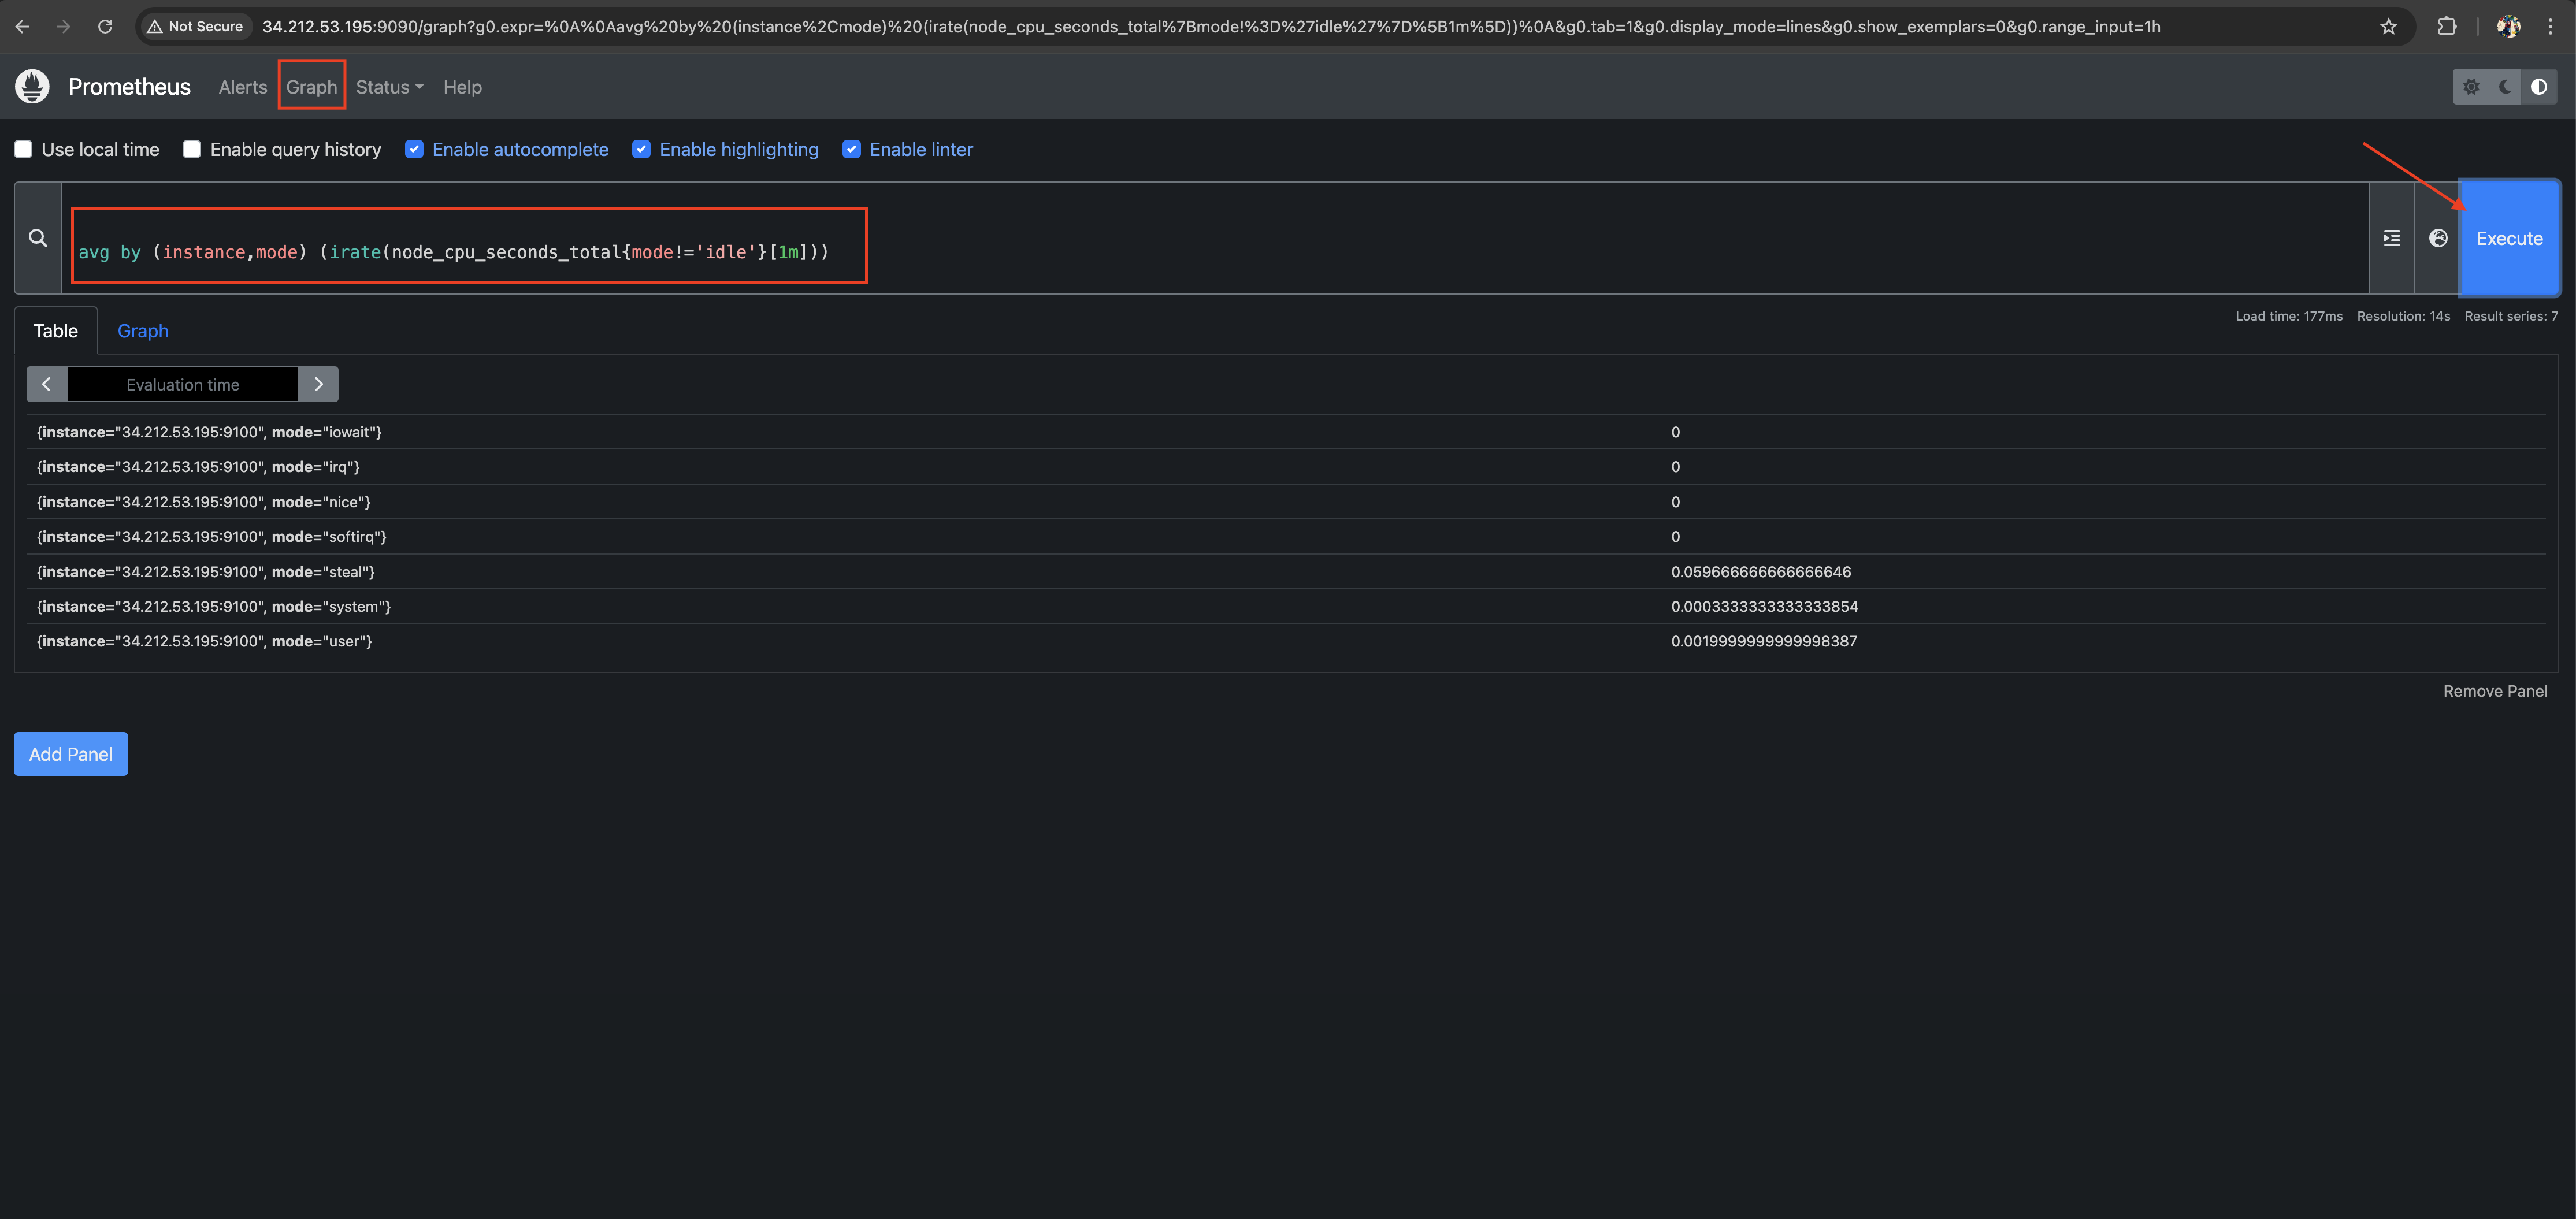 Not Secure 34.212.53.195:9090/graph?g0.expr=%0A%0Aavg%20by%20(instance%2Cmode)%20(irate(node_cpu_seconds_total%7Bmode!%3D%27idle%27%7D%5B1m%5D))%0A&g0.tab=1&g0.display_mode=lines&g0.show_exemplars=0&g0.range_input=1h
Prometheus Alerts Graph Status Help
Use local time Enable query history Enable autocomplete Enable highlighting Enable linter
avg by (instance,mode) (irate(node_cpu_seconds_total{mode!='idle'}[1m]))
Execute
Table Graph
Load time: 177ms Resolution: 14s Result series: 7
Evaluation time
{instance="34.212.53.195:9100", mode="iowait"} 0
{instance="34.212.53.195:9100", mode="irq"} 0
{instance="34.212.53.195:9100", mode="nice"} 0
{instance="34.212.53.195:9100", mode="softirq"} 0
{instance="34.212.53.195:9100", mode="steal"} 0.059666666666666646
{instance="34.212.53.195:9100", mode="system"} 0.0003333333333333854
{instance="34.212.53.195:9100", mode="user"} 0.0019999999999998387
Remove Panel
Add Panel